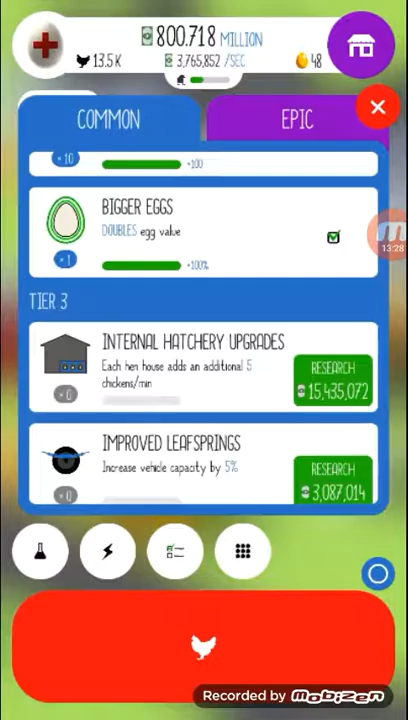 800.718 MILLION
13.5K
3,765,852 /SEC
48
COMMON
EPIC
× 10
+100
BIGGER EGGS
DOUBLES egg value
× 1
+100%
13:28
TIER 3
INTERNAL HATCHERY UPGRADES
Each hen house adds an additional 5
chickens/min
RESEARCH
15,435,072
× 0
IMPROVED LEAFSPRINGS
Increase vehicle capacity by 5%
RESEARCH
3,087,014
× 0
Recorded by mobizen